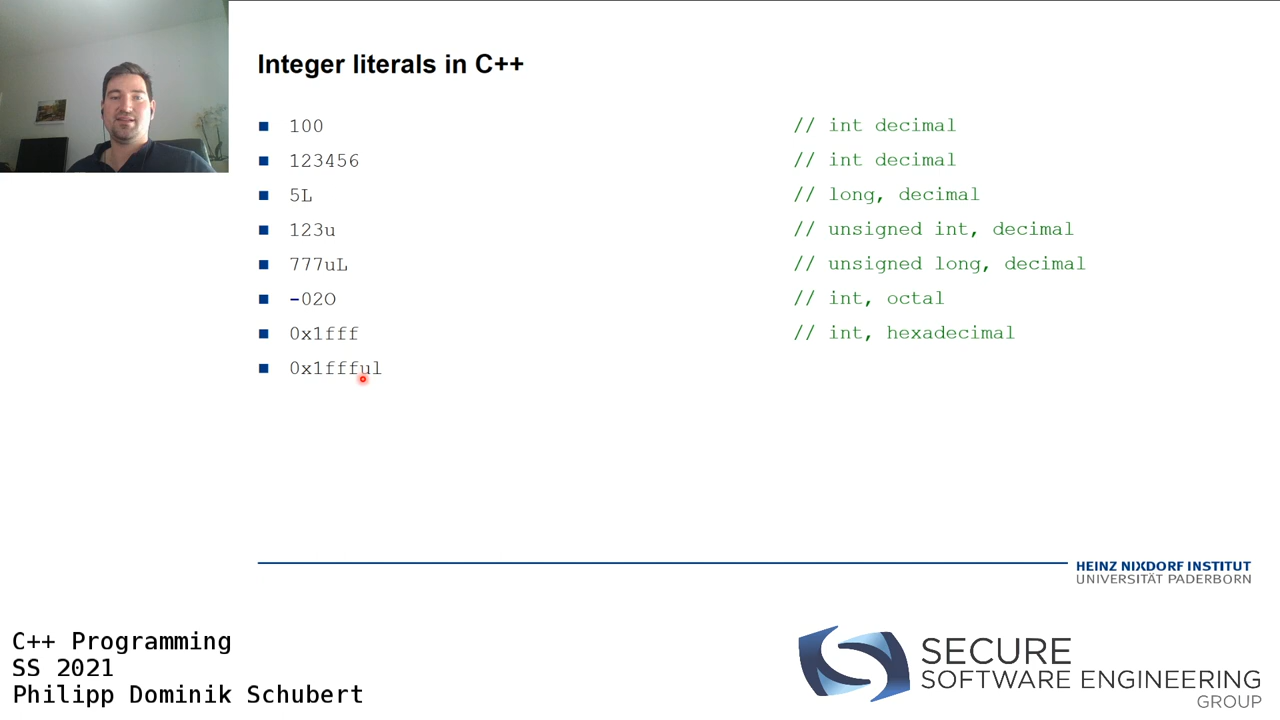 Integer literals in C++
100 // int decimal
123456 // int decimal
5L // long, decimal
123u // unsigned int, decimal
777uL // unsigned long, decimal
-02O // int, octal
0x1fff // int, hexadecimal
0x1ffful
HEINZ NIXDORF INSTITUT
UNIVERSITÄT PADERBORN
C++ Programming
SS 2021
Philipp Dominik Schubert
SECURE
SOFTWARE ENGINEERING
GROUP